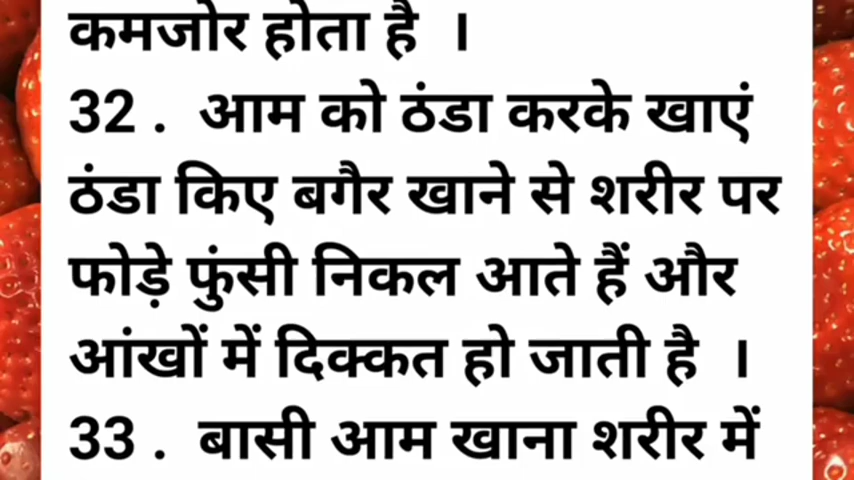 कमजोर होता है ।
32 . आम को ठंडा करके खाएं
ठंडा किए बगैर खाने से शरीर पर
फोड़े फुंसी निकल आते हैं और
आंखों में दिक्कत हो जाती है ।
33 . बासी आम खाना शरीर में